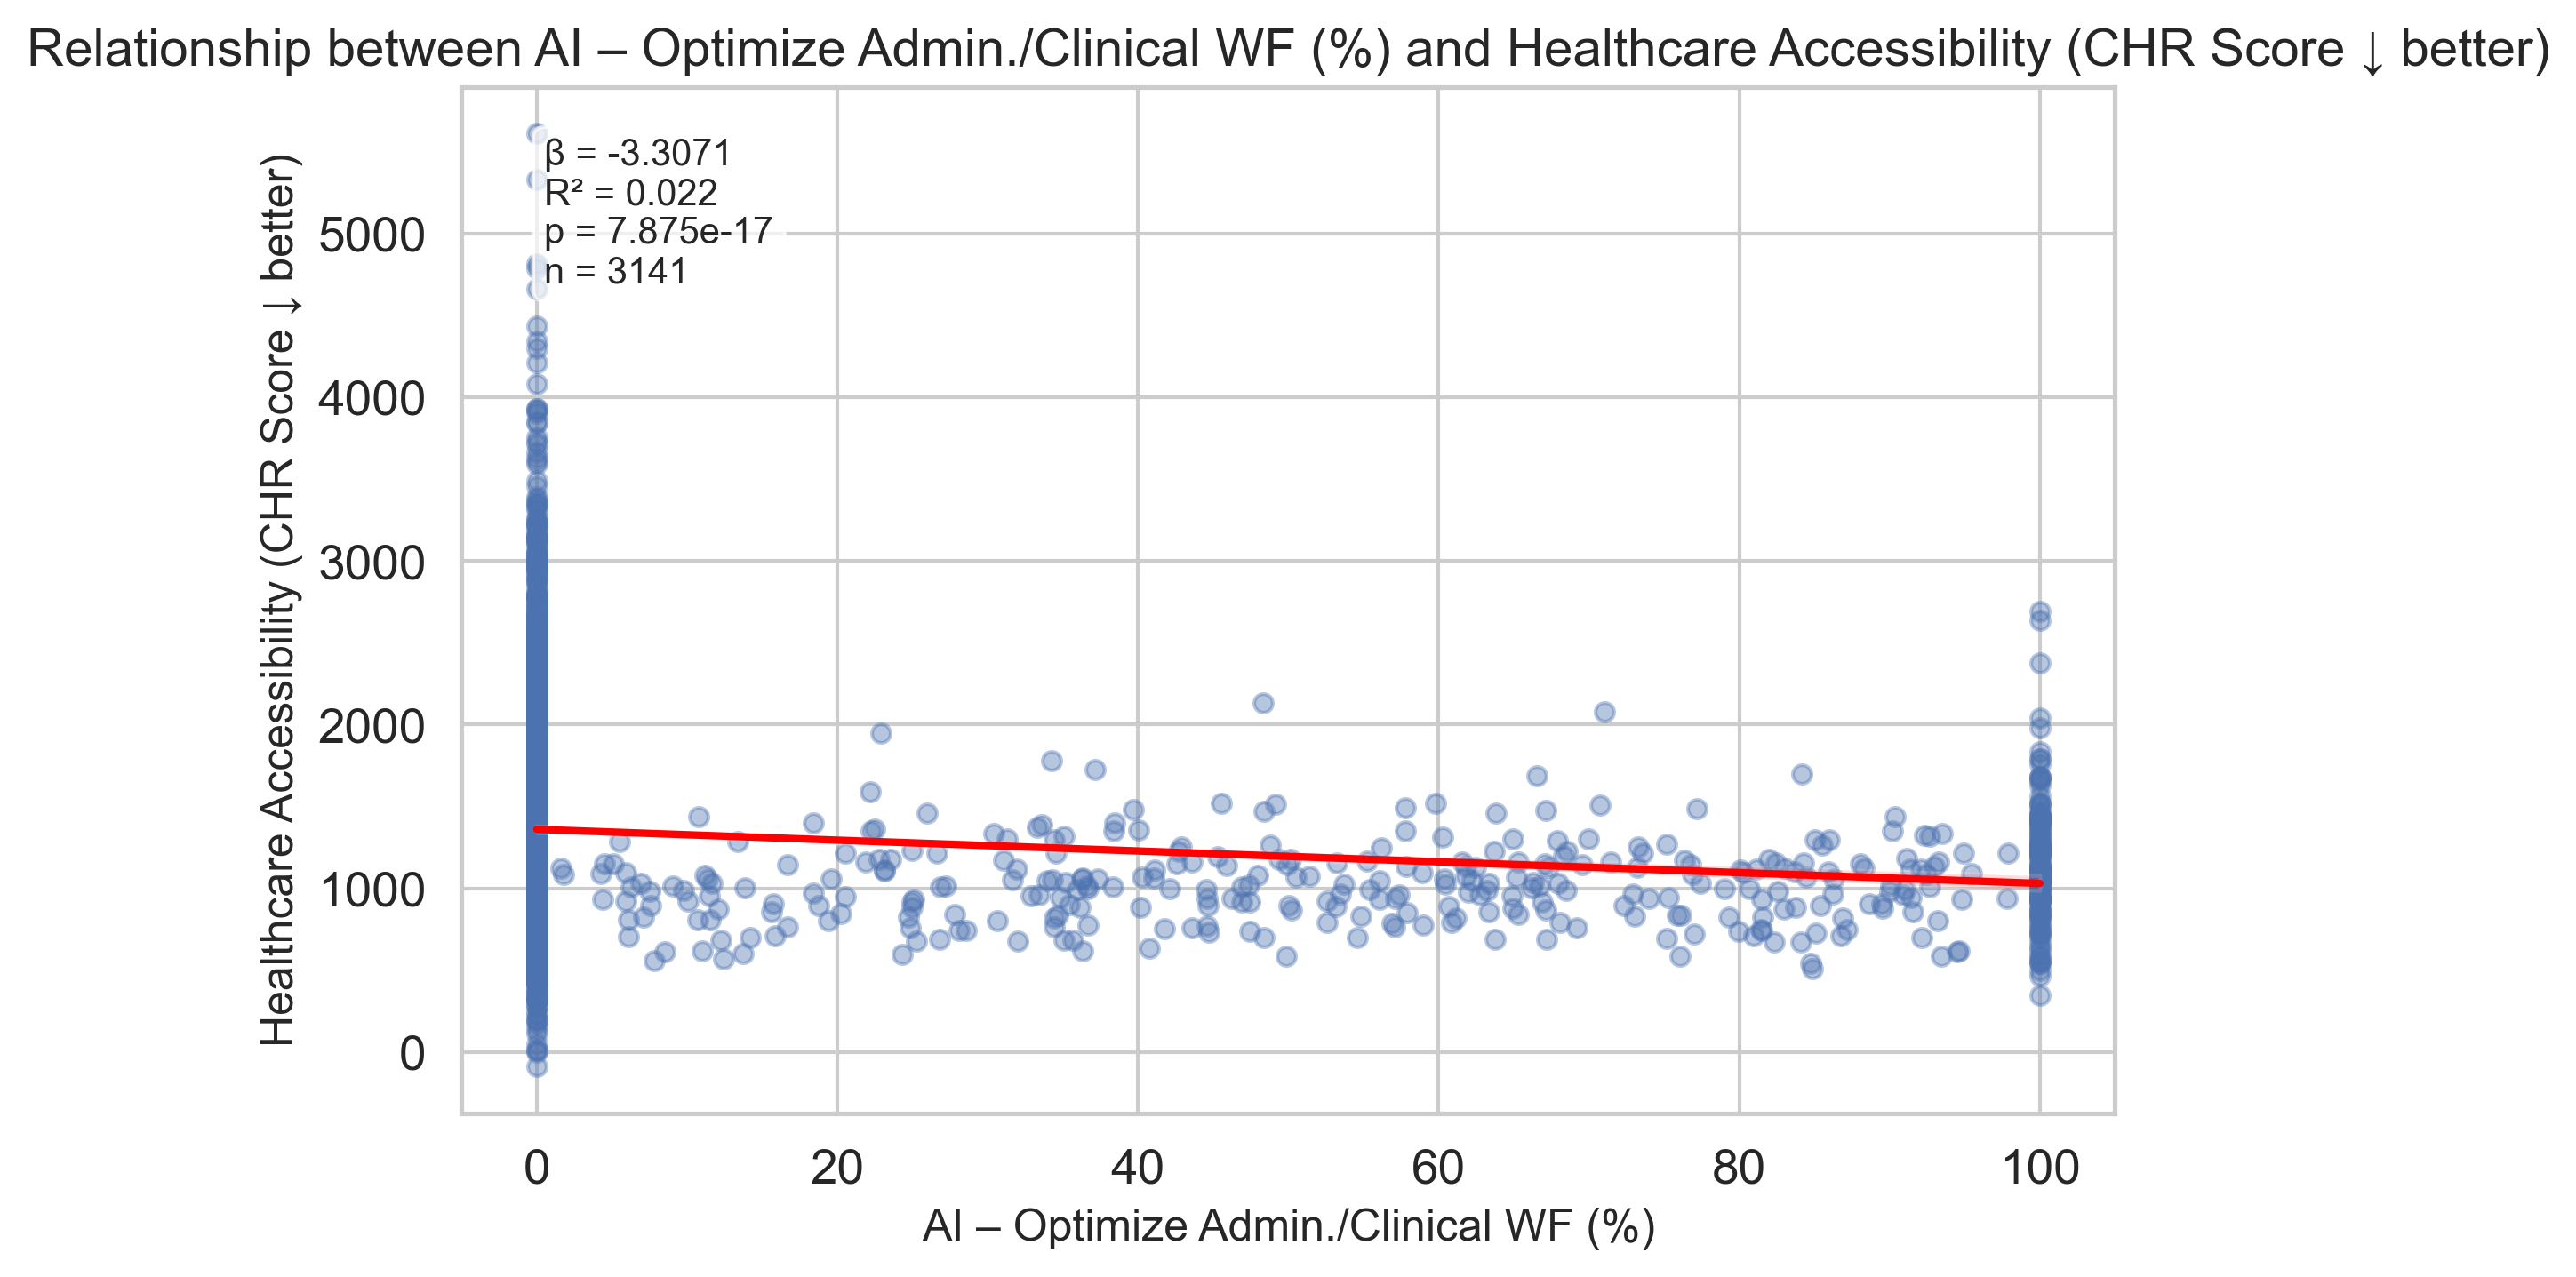 Relationship between AI – Optimize Admin./Clinical WF (%) and Healthcare Accessibility (CHR Score ↓ better)
β = -3.3071
R² = 0.022
p = 7.875e-17
n = 3141
Healthcare Accessibility (CHR Score ↓ better)
5000
4000
3000
2000
1000
0
0 20 40 60 80 100
AI – Optimize Admin./Clinical WF (%)